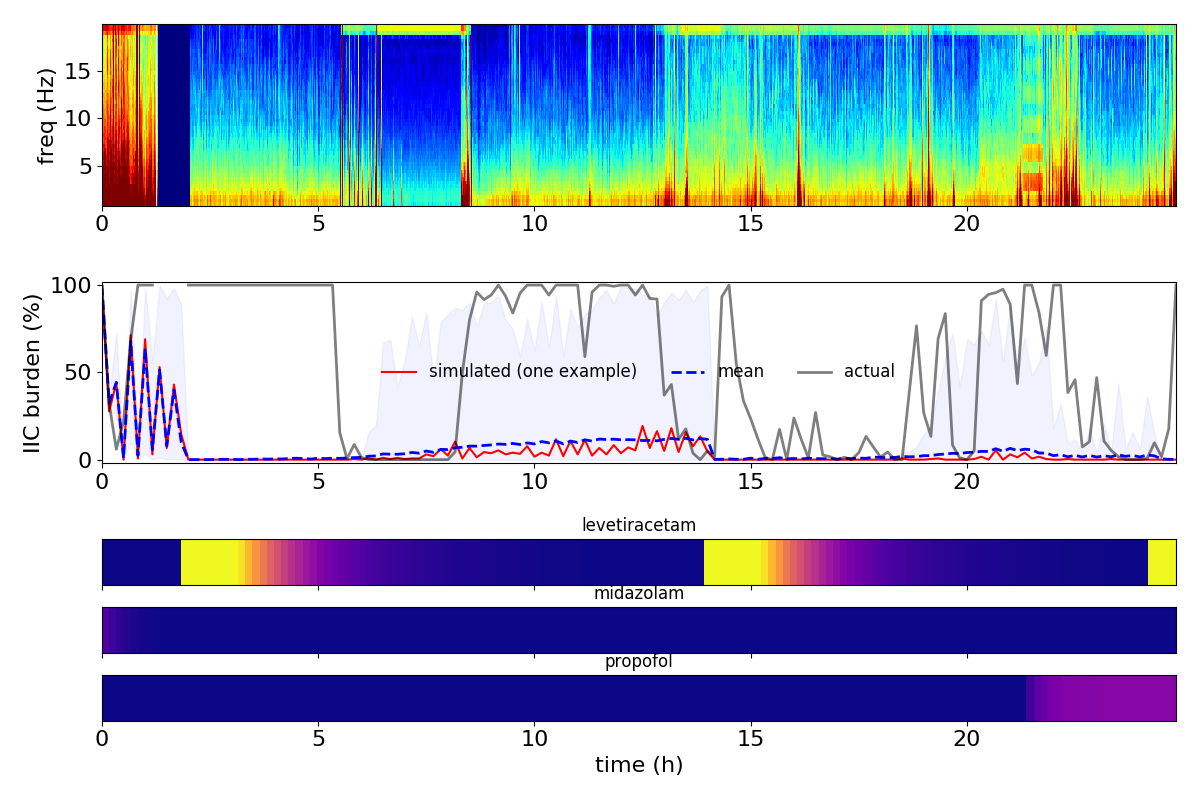 freq (Hz)
15
10
5
0 5 10 15 20
IIC burden (%)
100
50
0
simulated (one example) mean actual
0 5 10 15 20
levetiracetam
midazolam
propofol
0 5 10 15 20
time (h)